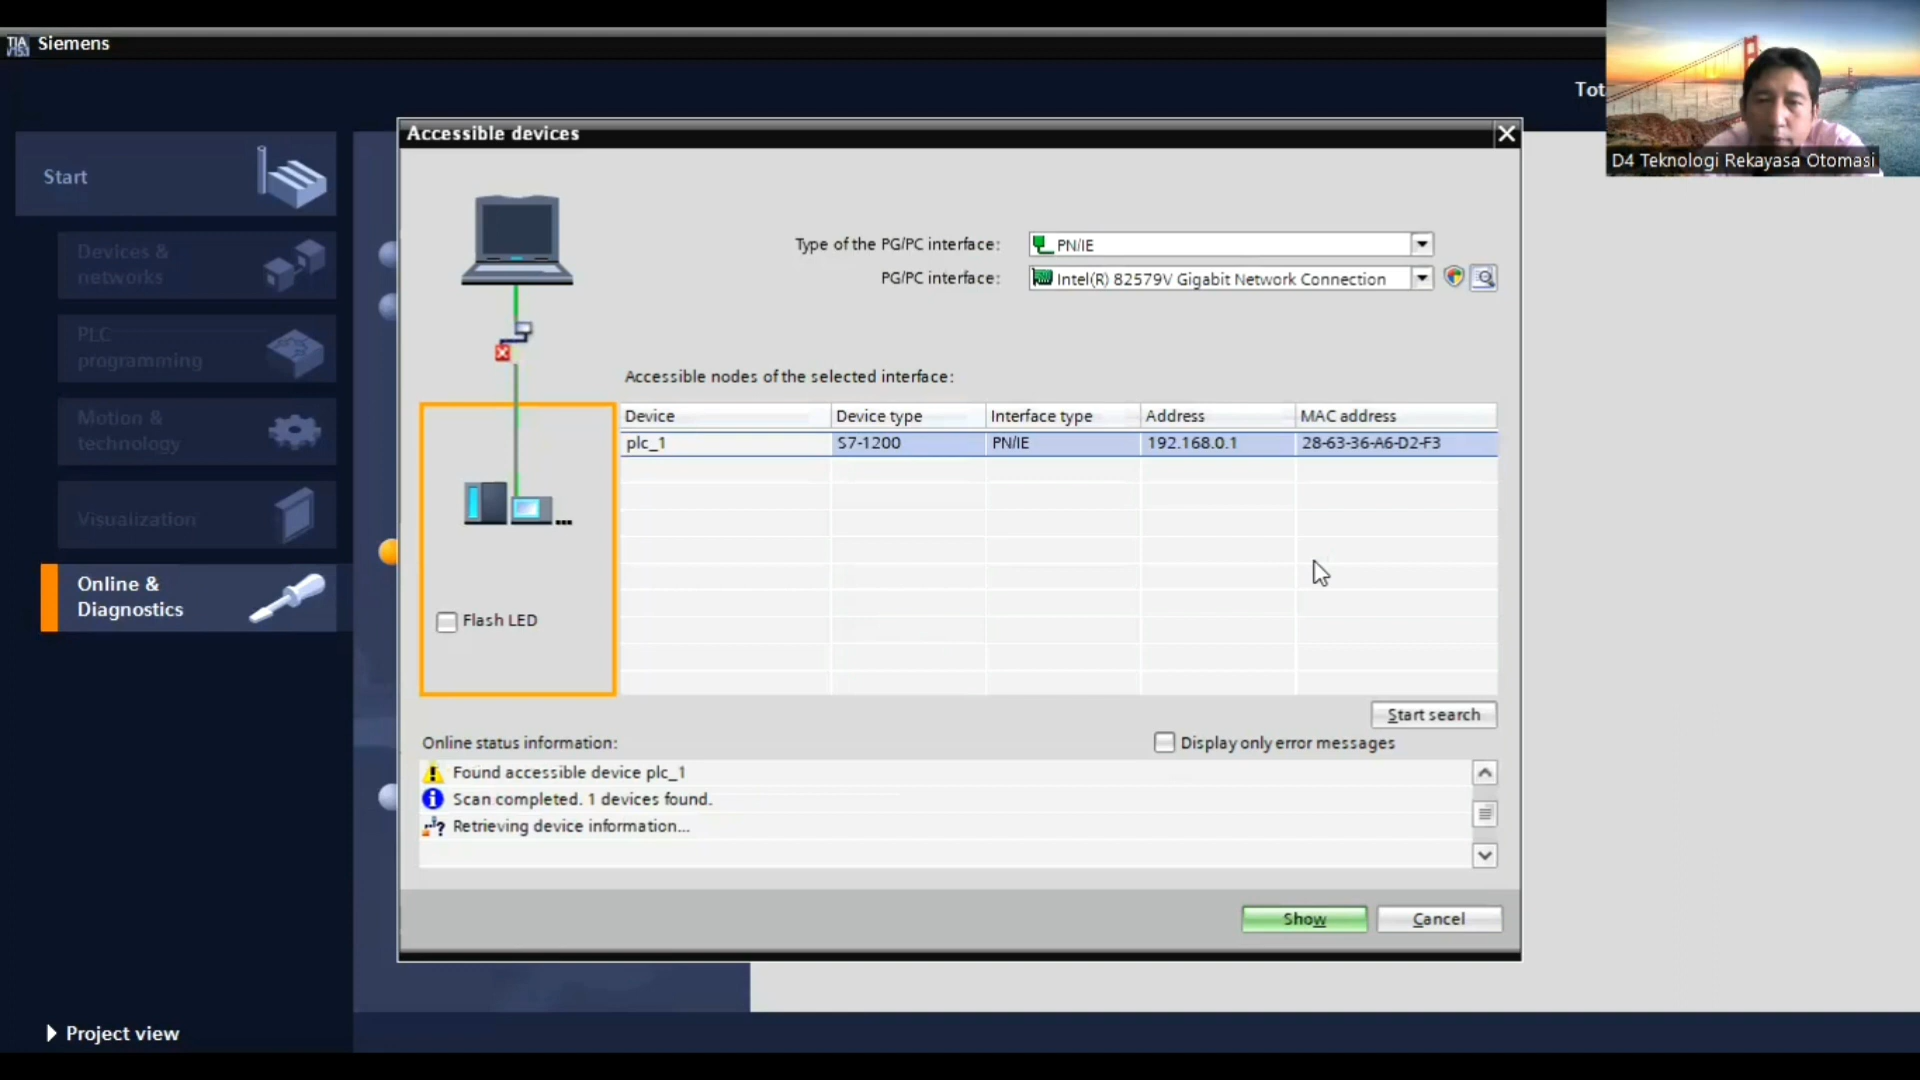 TIA
V15.1
Siemens
Tot
D4 Teknologi Rekayasa Otomasi
Start
Devices &
networks
PLC
programming
Motion &
technology
Visualization
Online &
Diagnostics
Project view
Accessible devices
Type of the PG/PC interface: PN/IE
PG/PC interface: Intel(R) 82579V Gigabit Network Connection
Accessible nodes of the selected interface:
Device Device type Interface type Address MAC address
plc_1 S7-1200 PN/IE 192.168.0.1 28-63-36-A6-D2-F3
Flash LED
Start search
Online status information: Display only error messages
Found accessible device plc_1
Scan completed. 1 devices found.
Retrieving device information...
Show Cancel